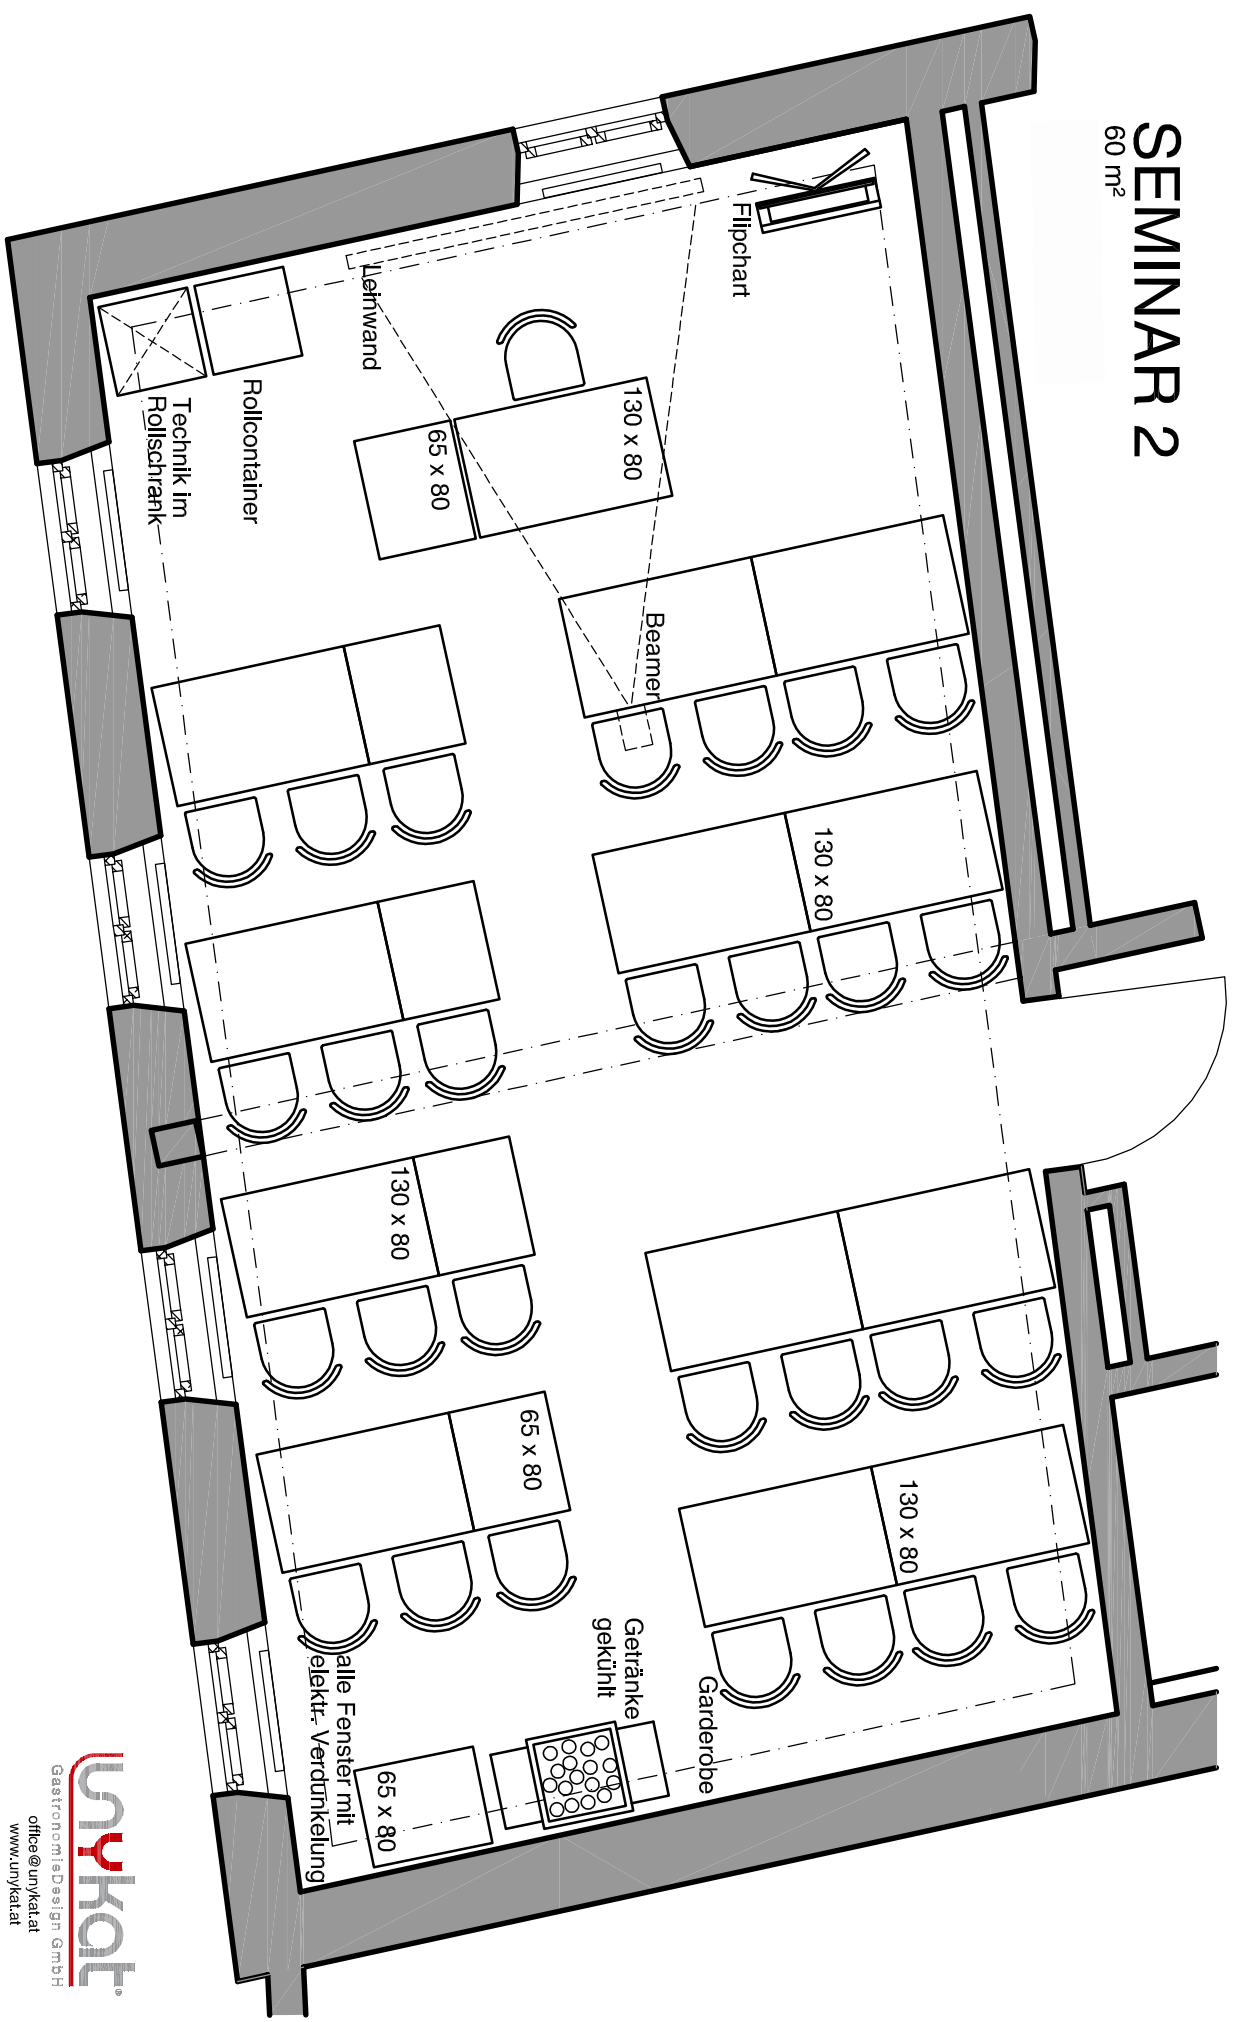 SEMINAR 2
60 m²
Flipchart
Leinwand
Rollcontainer
Technik im
Rollschrank
130 x 80
65 x 80
Beamer
130 x 80
130 x 80
65 x 80
130 x 80
Getränke
gekühlt
Garderobe
alle Fenster mit
elektr. Verdunkelung
65 x 80
unykat®
GastronomieDesign GmbH
office@unykat.at
www.unykat.at